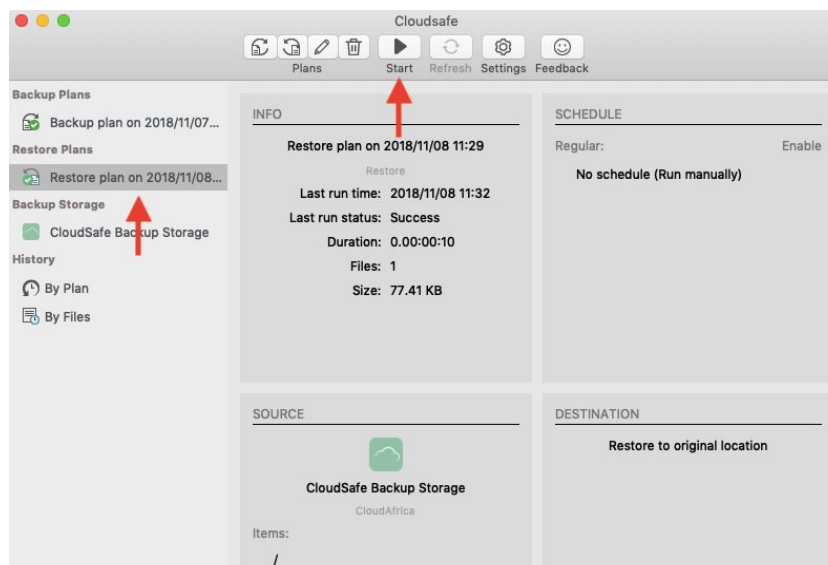 Cloudsafe
Plans Start Refresh Settings Feedback
Backup Plans
Backup plan on 2018/11/07...
Restore Plans
Restore plan on 2018/11/08...
Backup Storage
CloudSafe Backup Storage
History
By Plan
By Files
INFO
Restore plan on 2018/11/08 11:29
Restore
Last run time: 2018/11/08 11:32
Last run status: Success
Duration: 0.00:00:10
Files: 1
Size: 77.41 KB
SCHEDULE
Regular: Enable
No schedule (Run manually)
SOURCE
CloudSafe Backup Storage
CloudAfrica
Items:
/
DESTINATION
Restore to original location